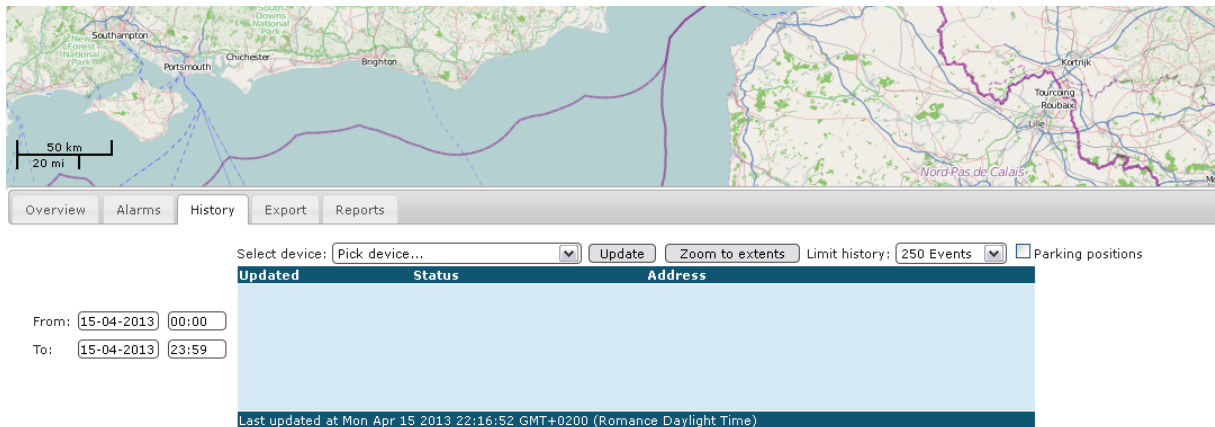 South
Downs
National
Park
New
Forest
National
Park
Southampton
Portsmouth
Chichester
Brighton
Kortrijk
Tourcoing
Roubaix
Lille
Nord-Pas de Calais
50 km
20 mi
Overview Alarms History Export Reports
Select device: Pick device... Update Zoom to extents Limit history: 250 Events Parking positions
Updated Status Address
From: 15-04-2013 00:00
To: 15-04-2013 23:59
Last updated at Mon Apr 15 2013 22:16:52 GMT+0200 (Romance Daylight Time)